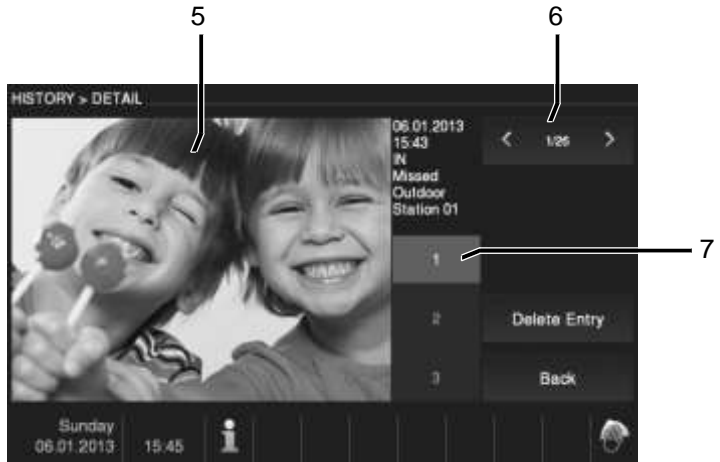 5
6
HISTORY > DETAIL
06.01.2013
15:43
IN
Missed
Outdoor
Station 01
< 1/26 >
1
7
2
Delete Entry
3
Back
Sunday
06.01.2013
15:45
i